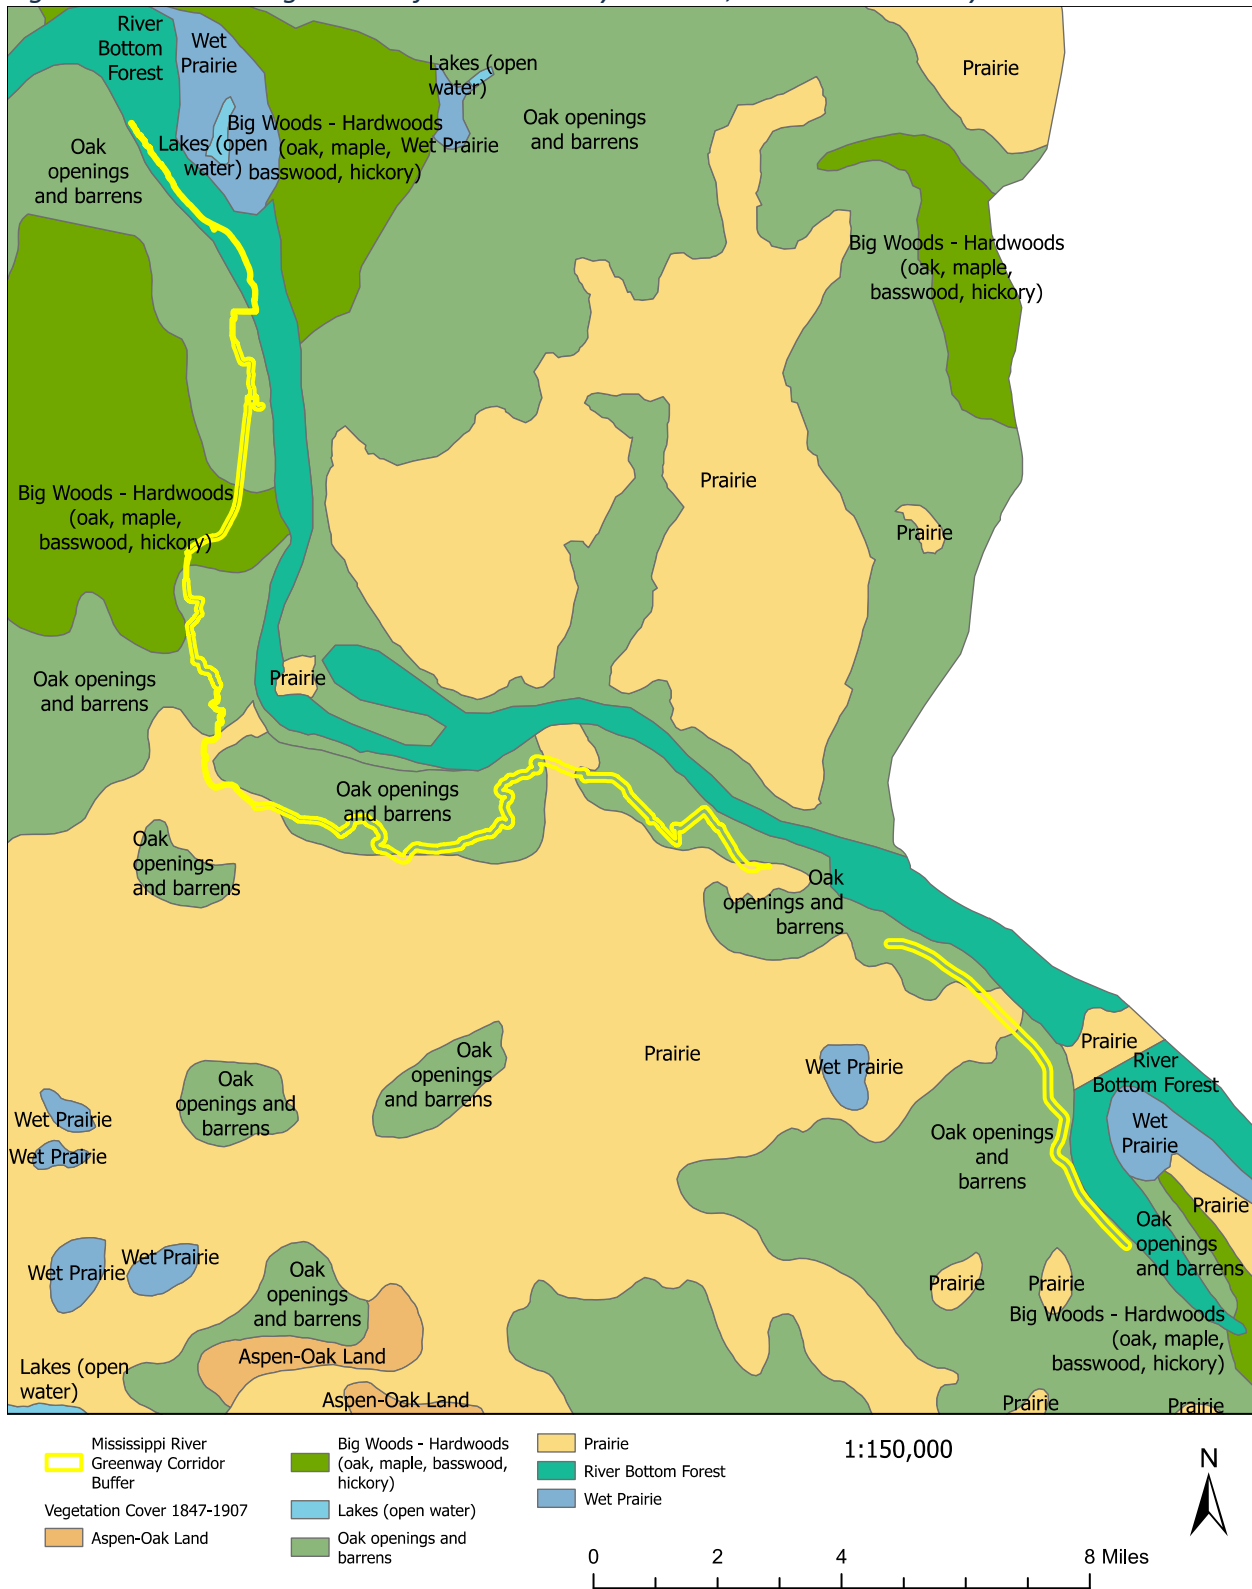 River
Bottom
Forest
Wet
Prairie
Lakes (open
water)
Prairie
Oak openings
and barrens
Big Woods - Hardwoods
(oak, maple,
basswood, hickory)
Wet Prairie
Lakes (open
water)
Oak
openings
and barrens
Big Woods - Hardwoods
(oak, maple,
basswood, hickory)
Prairie
Big Woods - Hardwoods
(oak, maple,
basswood, hickory)
Prairie
Oak openings
and barrens
Prairie
Oak openings
and barrens
Oak
openings
and barrens
Oak
openings and
barrens
Prairie
Oak
openings
and barrens
Oak
openings and
barrens
Wet Prairie
Prairie
River
Bottom Forest
Wet Prairie
Wet Prairie
Oak openings
and
barrens
Wet
Prairie
Prairie
Oak
openings
and barrens
Wet Prairie
Wet Prairie
Oak
openings
and barrens
Prairie
Prairie
Big Woods - Hardwoods
(oak, maple,
basswood, hickory)
Aspen-Oak Land
Lakes (open
water)
Aspen-Oak Land
Prairie
Prairie
Mississippi River
Greenway Corridor
Buffer
Vegetation Cover 1847-1907
Aspen-Oak Land
Big Woods - Hardwoods
(oak, maple, basswood,
hickory)
Lakes (open water)
Oak openings and
barrens
Prairie
River Bottom Forest
Wet Prairie
1:150,000
N
0 2 4 8 Miles